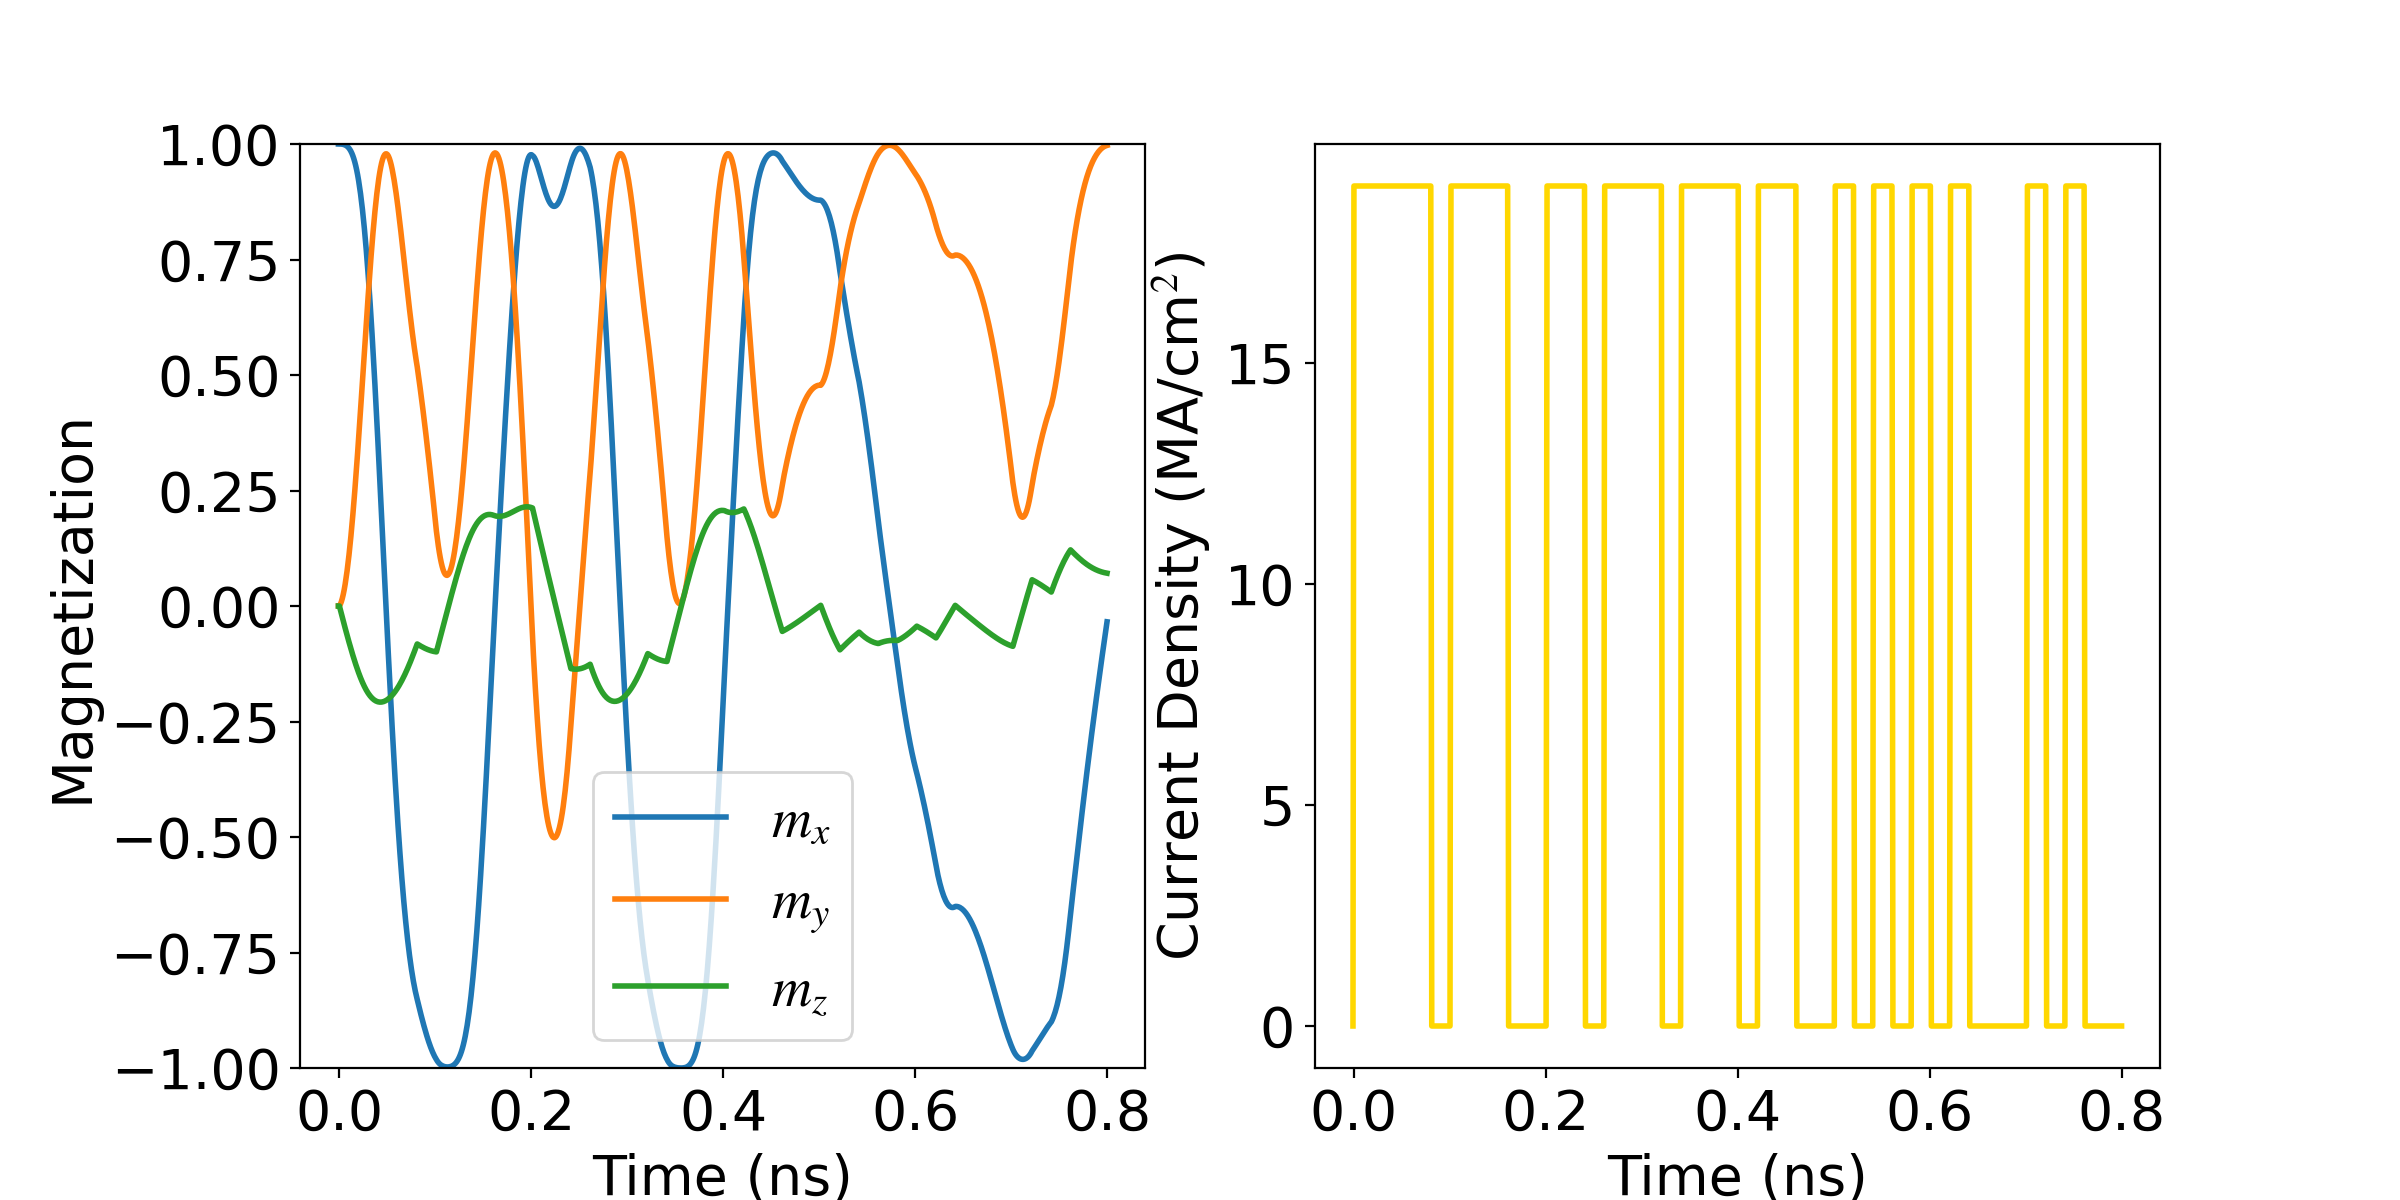 1.00
0.75
0.50
0.25
0.00
−0.25
−0.50
−0.75
−1.00
Magnetization
0.0 0.2 0.4 0.6 0.8
Time (ns)
m_x
m_y
m_z
Current Density (MA/cm²)
15
10
5
0
0.0 0.2 0.4 0.6 0.8
Time (ns)